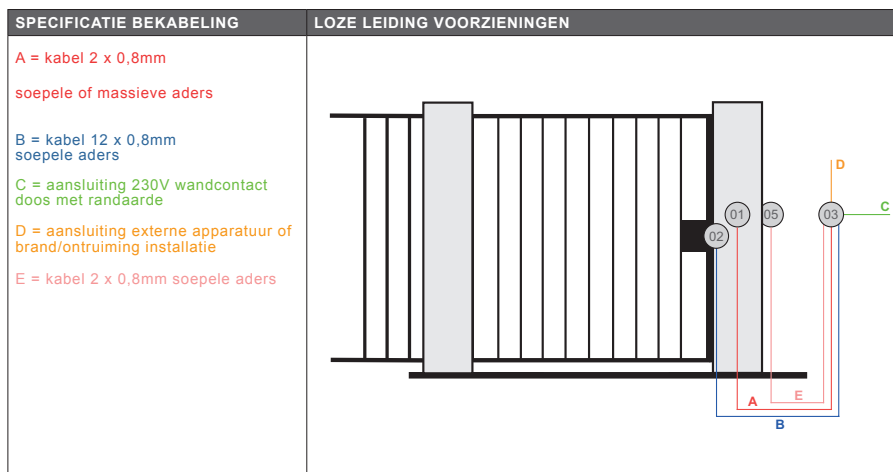 SPECIFICATIE BEKABELING
A = kabel 2 x 0,8mm
soepele of massieve aders
B = kabel 12 x 0,8mm
soepele aders
C = aansluiting 230V wandcontact
doos met randaarde
D = aansluiting externe apparatuur of
brand/ontruiming installatie
E = kabel 2 x 0,8mm soepele aders
LOZE LEIDING VOORZIENINGEN
D
C
01
05
03
02
E
A
B